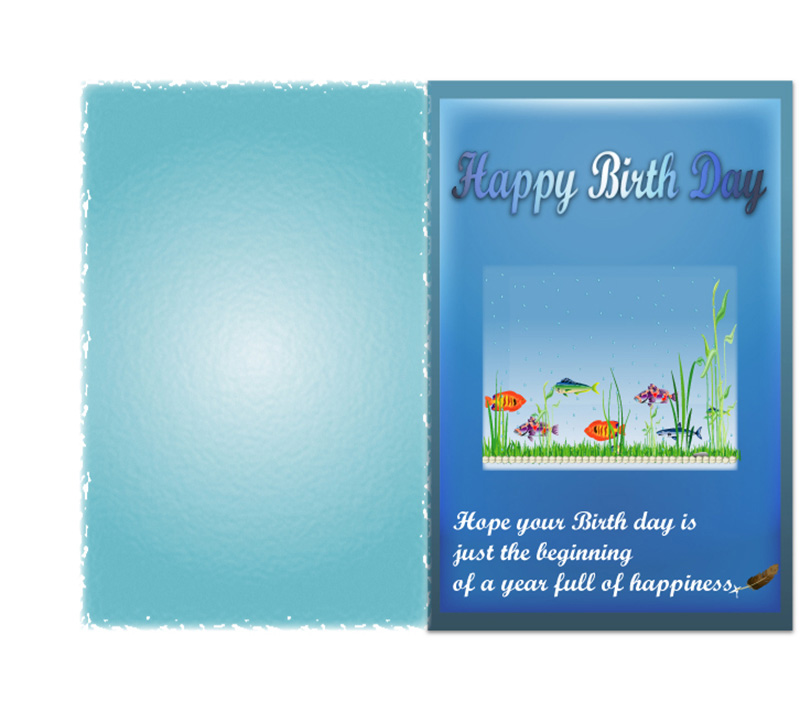 Happy Birth Day
Hope your Birth day is
just the beginning
of a year full of happiness.